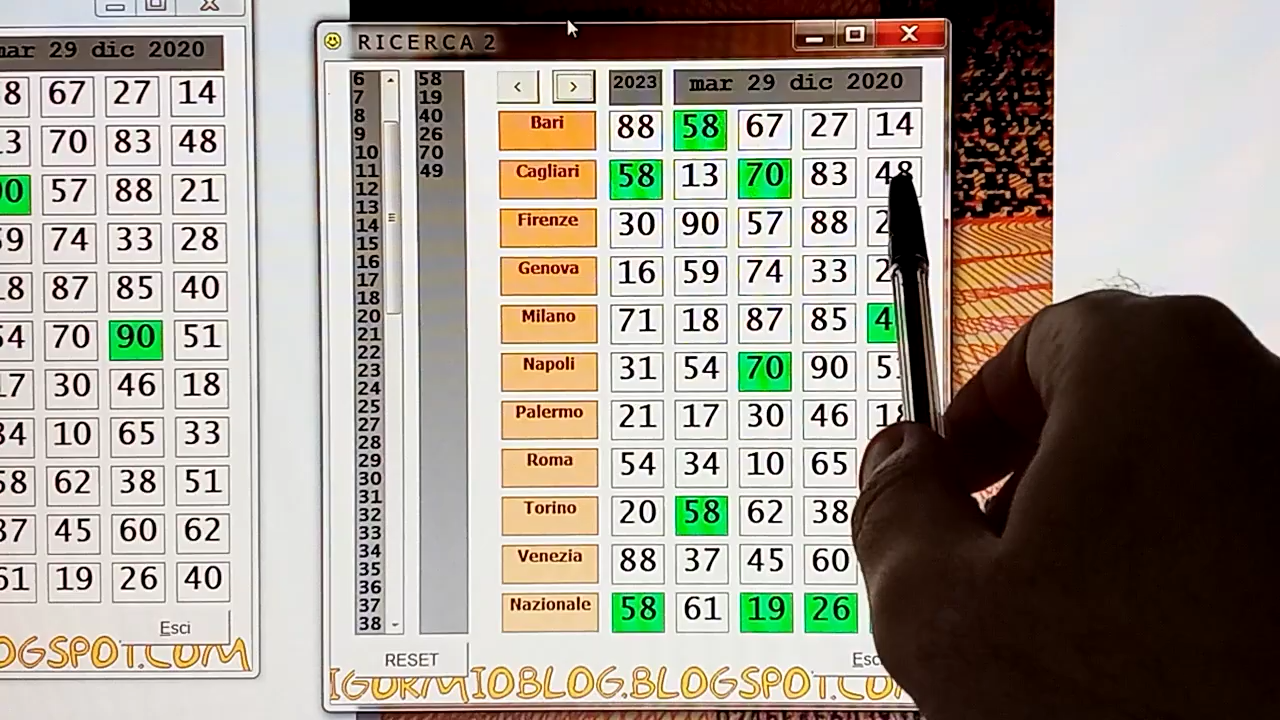 mar 29 dic 2020
8 67 27 14
3 70 83 48
57 88 21
59 74 33 28
18 87 85 40
54 70 90 51
17 30 46 18
34 10 65 33
58 62 38 51
37 45 60 62
61 19 26 40
Esci
OGSPOT.COM
RICERCA 2
6
7
8
9
10
11
12
13
14
15
16
17
18
20
21
22
23
24
25
27
28
29
30
31
32
33
34
35
36
37
38
58
19
40
26
70
49
< > 2023 mar 29 dic 2020
Bari 88 58 67 27 14
Cagliari 58 13 70 83 48
Firenze 30 90 57 88 2
Genova 16 59 74 33 2
Milano 71 18 87 85 4
Napoli 31 54 70 90 5
Palermo 21 17 30 46 18
Roma 54 34 10 65
Torino 20 58 62 38
Venezia 88 37 45 60
Nazionale 58 61 19 26
RESET
Esci
IGORMIOBLOG.BLOGSPOT.CO